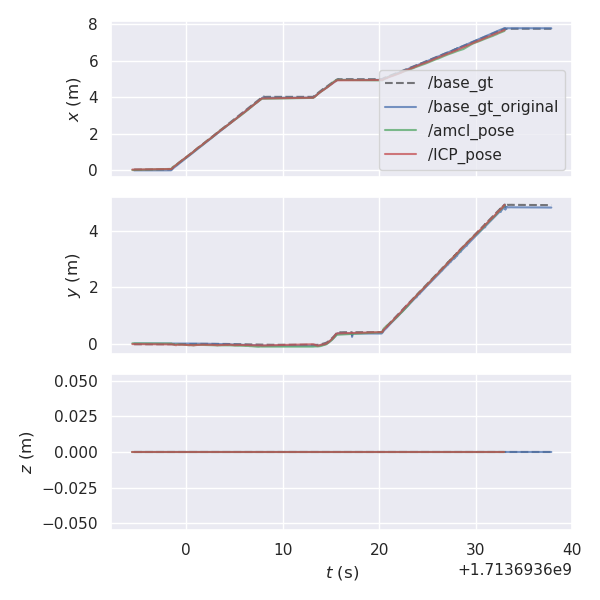 8
6
4
2
0
x (m)
/base_gt
/base_gt_original
/amcl_pose
/ICP_pose
4
2
0
y (m)
0.050
0.025
0.000
−0.025
−0.050
z (m)
0 10 20 30 40
t (s)
+1.7136936e9